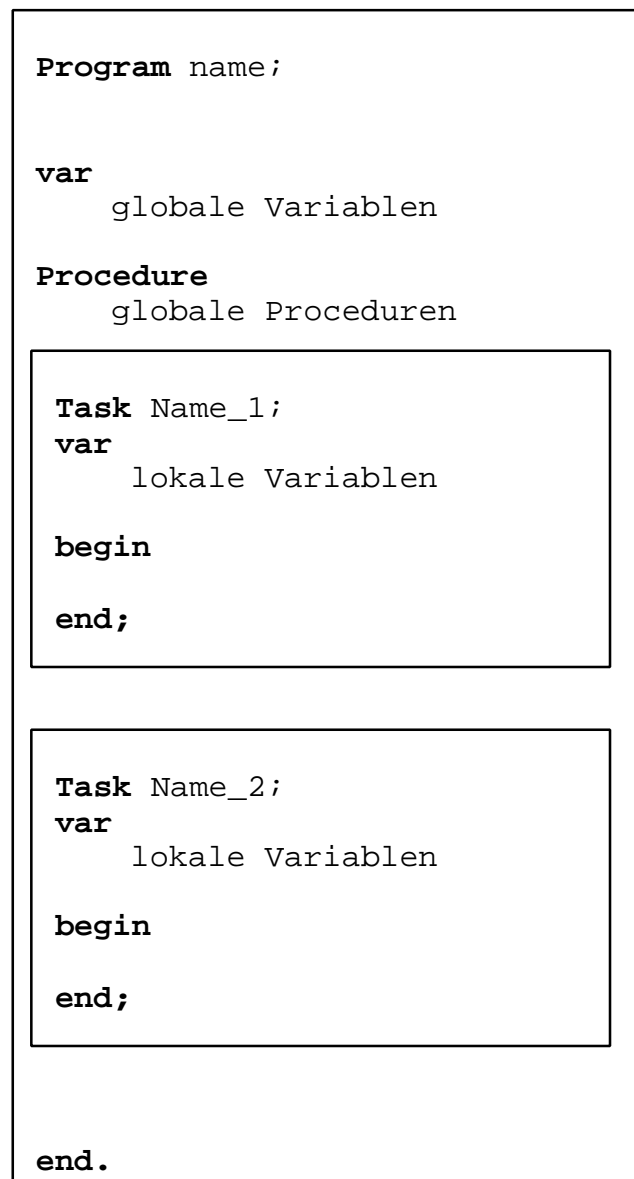 Program name;
var
globale Variablen
Procedure
globale Proceduren
Task Name_1;
var
lokale Variablen
begin
end;
Task Name_2;
var
lokale Variablen
begin
end;
end.